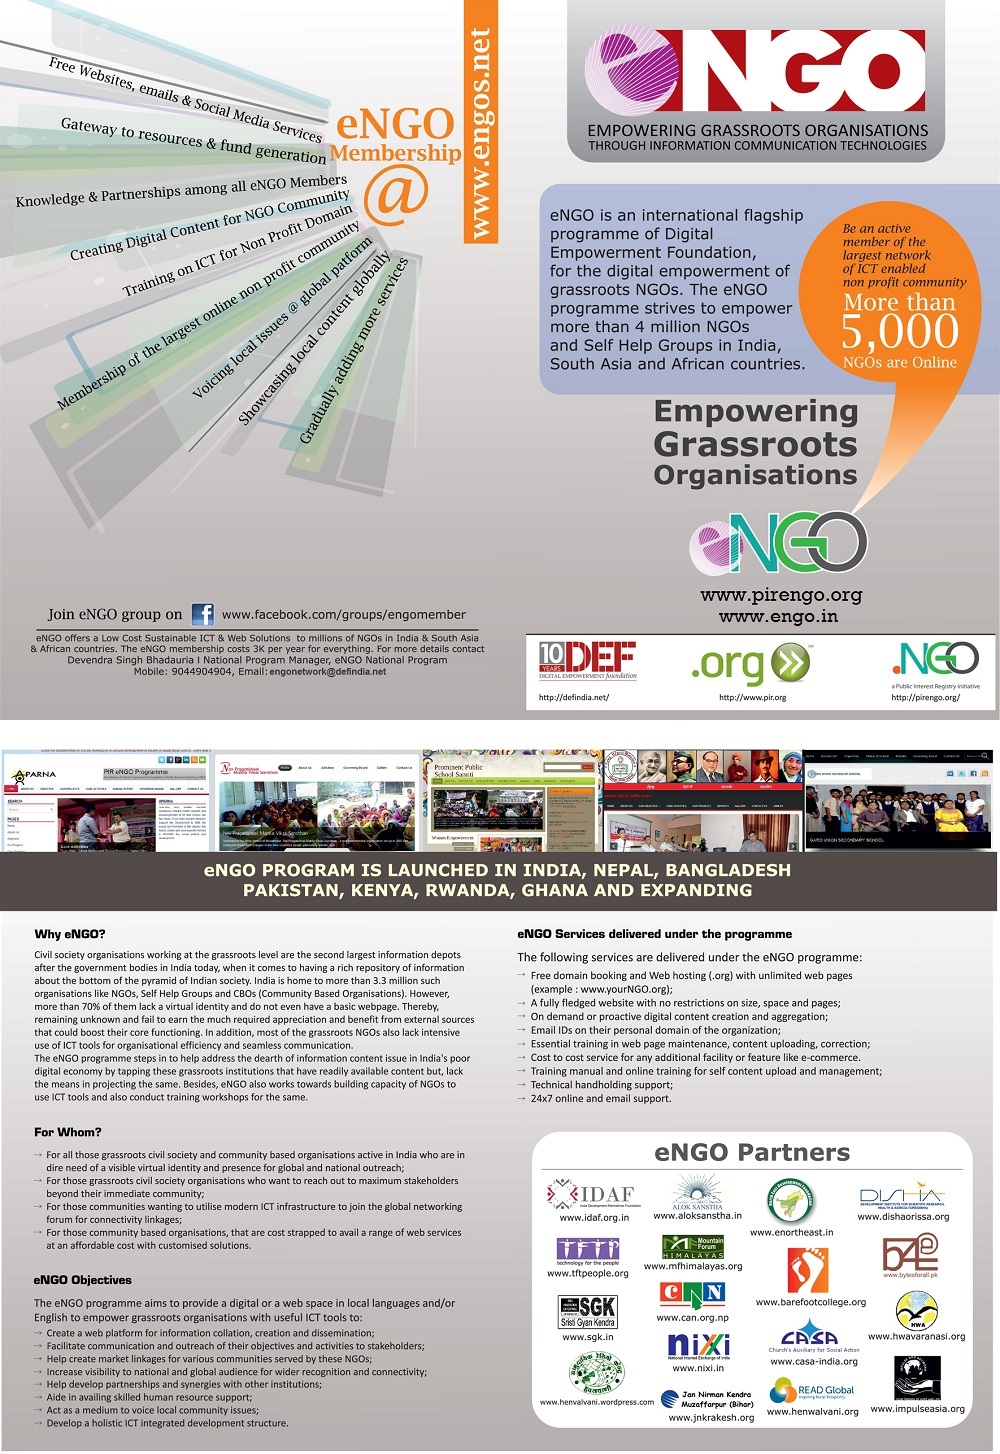 Free Websites, emails & Social Media Services
Gateway to resources & fund generation
Knowledge & Partnerships among all eNGO Members
Creating Digital Content for NGO Community
Training on ICT for Non Profit Domain
Membership of the largest online non profit community
Voicing local issues @ global patform
Showcasing local content globally
Gradually adding more services
eNGO
Membership
@
www.engos.net
eNGO
EMPOWERING GRASSROOTS ORGANISATIONS
THROUGH INFORMATION COMMUNICATION TECHNOLOGIES
eNGO is an international flagship
programme of Digital
Empowerment Foundation,
for the digital empowerment of
grassroots NGOs. The eNGO
programme strives to empower
more than 4 million NGOs
and Self Help Groups in India,
South Asia and African countries.
Be an active
member of the
largest network
of ICT enabled
non profit community
More than
5,000
NGOs are Online
Empowering
Grassroots
Organisations
eNGO
www.pirengo.org
www.engo.in
Join eNGO group on f www.facebook.com/groups/engomember
eNGO offers a Low Cost Sustainable ICT & Web Solutions to millions of NGOs in India & South Asia
& African countries. The eNGO membership costs 3K per year for everything. For more details contact
Devendra Singh Bhadauria I National Program Manager, eNGO National Program
Mobile: 9044904904, Email: engonetwork@defindia.net
10 YEARS DEF
DIGITAL EMPOWERMENT foundation
http://defindia.net/
.org
http://www.pir.org
.NGO
a Public Interest Registry initiative
http://pirengo.org/
APARNA
PIR eNGO Programme
Core Activities
Nav Pragatisheel
Mahila Vikas Sansthan
Prominent Public
School Samiti
Women Empowerment
GARO UNION SECONDARY SCHOOL
eNGO PROGRAM IS LAUNCHED IN INDIA, NEPAL, BANGLADESH
PAKISTAN, KENYA, RWANDA, GHANA AND EXPANDING
Why eNGO?
Civil society organisations working at the grassroots level are the second largest information depots
after the government bodies in India today, when it comes to having a rich repository of information
about the bottom of the pyramid of Indian society. India is home to more than 3.3 million such
organisations like NGOs, Self Help Groups and CBOs (Community Based Organisations). However,
more than 70% of them lack a virtual identity and do not even have a basic webpage. Thereby,
remaining unknown and fail to earn the much required appreciation and benefit from external sources
that could boost their core functioning. In addition, most of the grassroots NGOs also lack intensive
use of ICT tools for organisational efficiency and seamless communication.
The eNGO programme steps in to help address the dearth of information content issue in India's poor
digital economy by tapping these grassroots institutions that have readily available content but, lack
the means in projecting the same. Besides, eNGO also works towards building capacity of NGOs to
use ICT tools and also conduct training workshops for the same.
For Whom?
→ For all those grassroots civil society and community based organisations active in India who are in
dire need of a visible virtual identity and presence for global and national outreach;
→ For those grassroots civil society organisations who want to reach out to maximum stakeholders
beyond their immediate community;
→ For those communities wanting to utilise modern ICT infrastructure to join the global networking
forum for connectivity linkages;
→ For those community based organisations, that are cost strapped to avail a range of web services
at an affordable cost with customised solutions.
eNGO Objectives
The eNGO programme aims to provide a digital or a web space in local languages and/or
English to empower grassroots organisations with useful ICT tools to:
→ Create a web platform for information collation, creation and dissemination;
→ Facilitate communication and outreach of their objectives and activities to stakeholders;
→ Help create market linkages for various communities served by these NGOs;
→ Increase visibility to national and global audience for wider recognition and connectivity;
→ Help develop partnerships and synergies with other institutions;
→ Aide in availing skilled human resource support;
→ Act as a medium to voice local community issues;
→ Develop a holistic ICT integrated development structure.
eNGO Services delivered under the programme
The following services are delivered under the eNGO programme:
→ Free domain booking and Web hosting (.org) with unlimited web pages
(example : www.yourNGO.org);
→ A fully fledged website with no restrictions on size, space and pages;
→ On demand or proactive digital content creation and aggregation;
→ Email IDs on their personal domain of the organization;
→ Essential training in web page maintenance, content uploading, correction;
→ Cost to cost service for any additional facility or feature like e-commerce.
→ Training manual and online training for self content upload and management;
→ Technical handholding support;
→ 24x7 online and email support.
eNGO Partners
IDAF
www.idaf.org.in
ALOK SANSTHA
www.aloksanstha.in
www.enortheast.in
DISHA
www.dishaorissa.org
TFTP
technology for the people
www.tftpeople.org
Mountain
Forum
HIMALAYAS
www.mfhimalayas.org
www.barefootcollege.org
b4E@
www.bytesforall.pk
SGK
Sristi Gyan Kendra
www.sgk.in
CAN
www.can.org.np
CASA
Church's Auxiliary for Social Action
www.casa-india.org
HWA
www.hwavaranasi.org
www.henvalvani.wordpress.com
nixi
National Internet Exchange of India
www.nixi.in
Jan Nirman Kendra
Muzaffarpur (Bihar)
www.jnkrakesh.org
READ Global
Inspiring Rural Prosperity
www.henwalvani.org
www.impulseasia.org